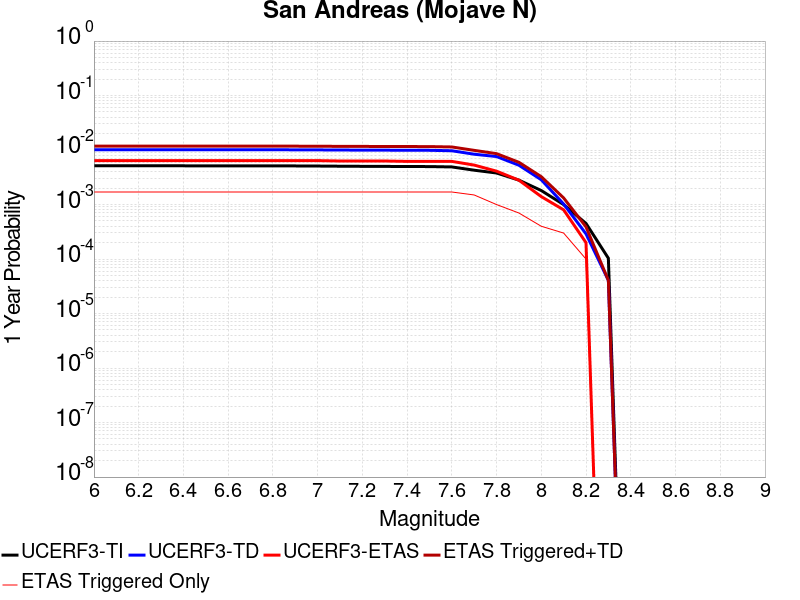 San Andreas (Mojave N)
10 0
10 -1
10 -2
10 -3
10 -4
10 -5
10 -6
10 -7
10 -8
1 Year Probability
6 6.2 6.4 6.6 6.8 7 7.2 7.4 7.6 7.8 8 8.2 8.4 8.6 8.8 9
Magnitude
UCERF3-TI UCERF3-TD UCERF3-ETAS ETAS Triggered+TD
ETAS Triggered Only